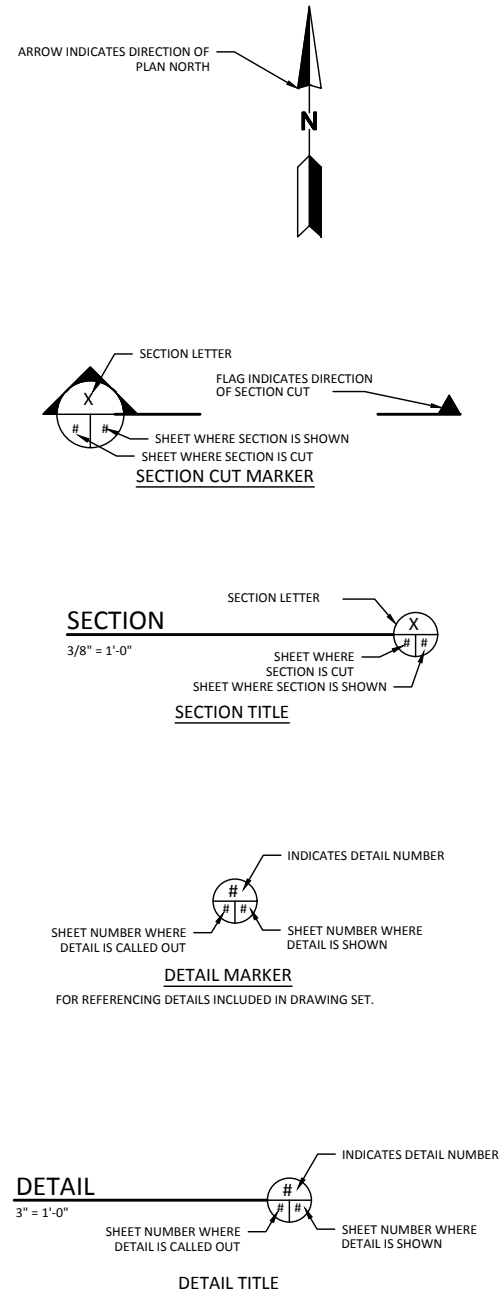 ARROW INDICATES DIRECTION OF
PLAN NORTH
N
SECTION LETTER
X
#
#
FLAG INDICATES DIRECTION
OF SECTION CUT
SHEET WHERE SECTION IS SHOWN
SHEET WHERE SECTION IS CUT
SECTION CUT MARKER
SECTION LETTER
SECTION
X
#
#
3/8" = 1'-0"
SHEET WHERE
SECTION IS CUT
SHEET WHERE SECTION IS SHOWN
SECTION TITLE
INDICATES DETAIL NUMBER
#
#
#
SHEET NUMBER WHERE
DETAIL IS CALLED OUT
SHEET NUMBER WHERE
DETAIL IS SHOWN
DETAIL MARKER
FOR REFERENCING DETAILS INCLUDED IN DRAWING SET.
INDICATES DETAIL NUMBER
DETAIL
#
#
#
3" = 1'-0"
SHEET NUMBER WHERE
DETAIL IS CALLED OUT
SHEET NUMBER WHERE
DETAIL IS SHOWN
DETAIL TITLE